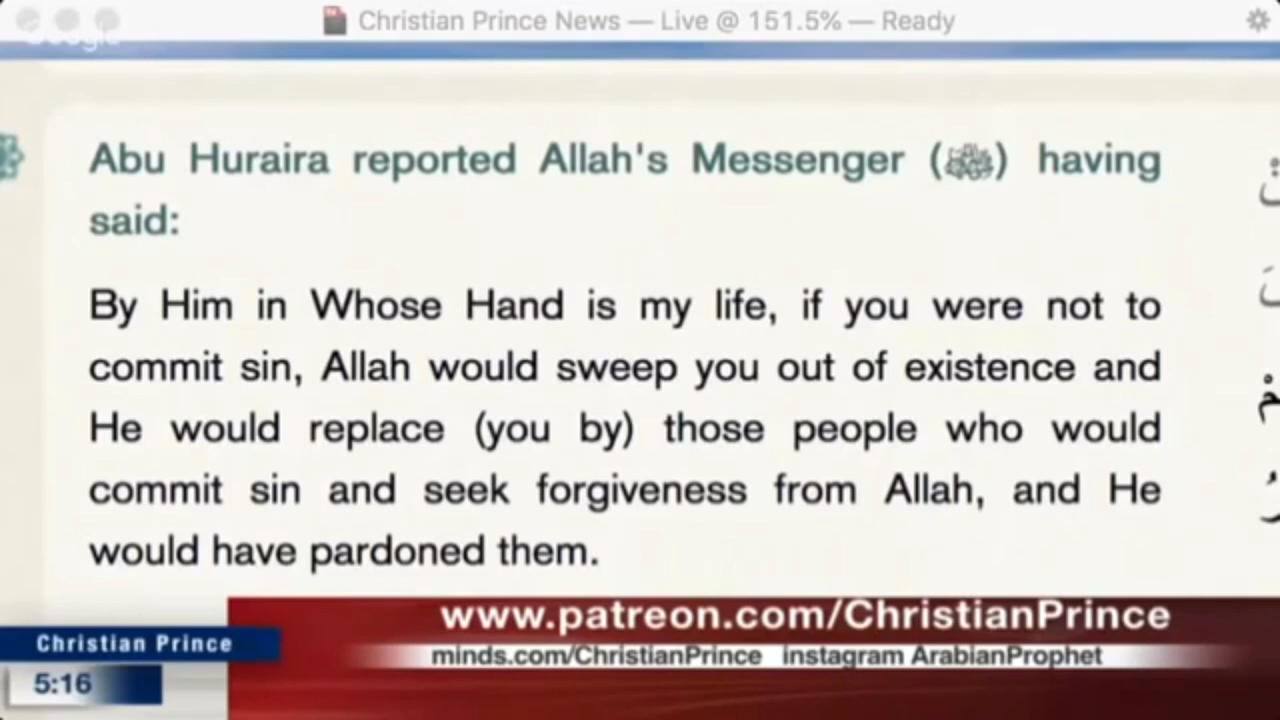 Christian Prince News — Live @ 151.5% — Ready
Google
Abu Huraira reported Allah's Messenger (ﷺ) having
said:
By Him in Whose Hand is my life, if you were not to
commit sin, Allah would sweep you out of existence and
He would replace (you by) those people who would
commit sin and seek forgiveness from Allah, and He
would have pardoned them.
www.patreon.com/ChristianPrince
Christian Prince
minds.com/ChristianPrince instagram ArabianProphet
5:16